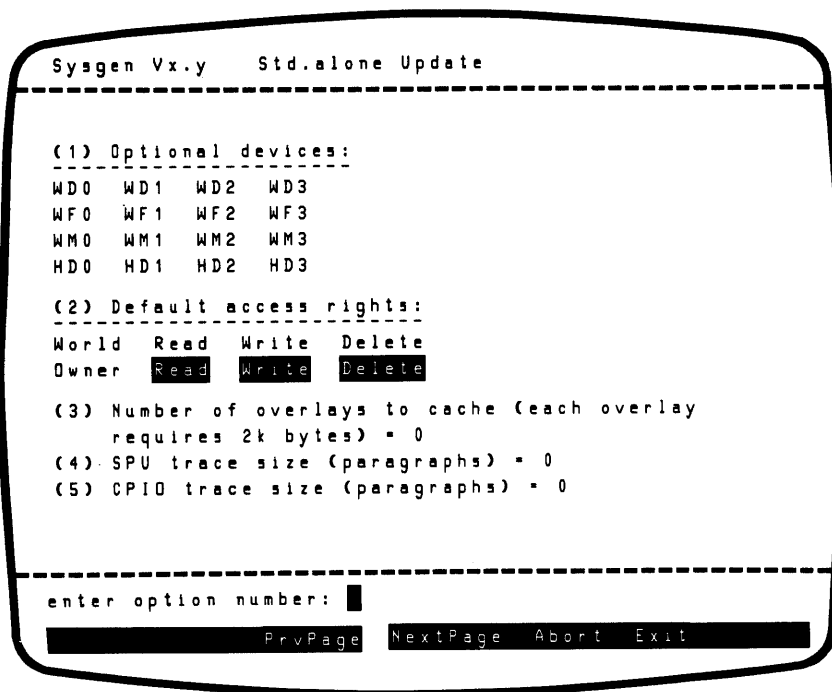 Sysgen Vx.y Std.alone Update
(1) Optional devices:
WD0 WD1 WD2 WD3
WF0 WF1 WF2 WF3
WM0 WM1 WM2 WM3
HD0 HD1 HD2 HD3
(2) Default access rights:
World Read Write Delete
Owner Read Write Delete
(3) Number of overlays to cache (each overlay
requires 2k bytes) = 0
(4) SPU trace size (paragraphs) = 0
(5) CPIO trace size (paragraphs) = 0
enter option number:
PrvPage NextPage Abort Exit